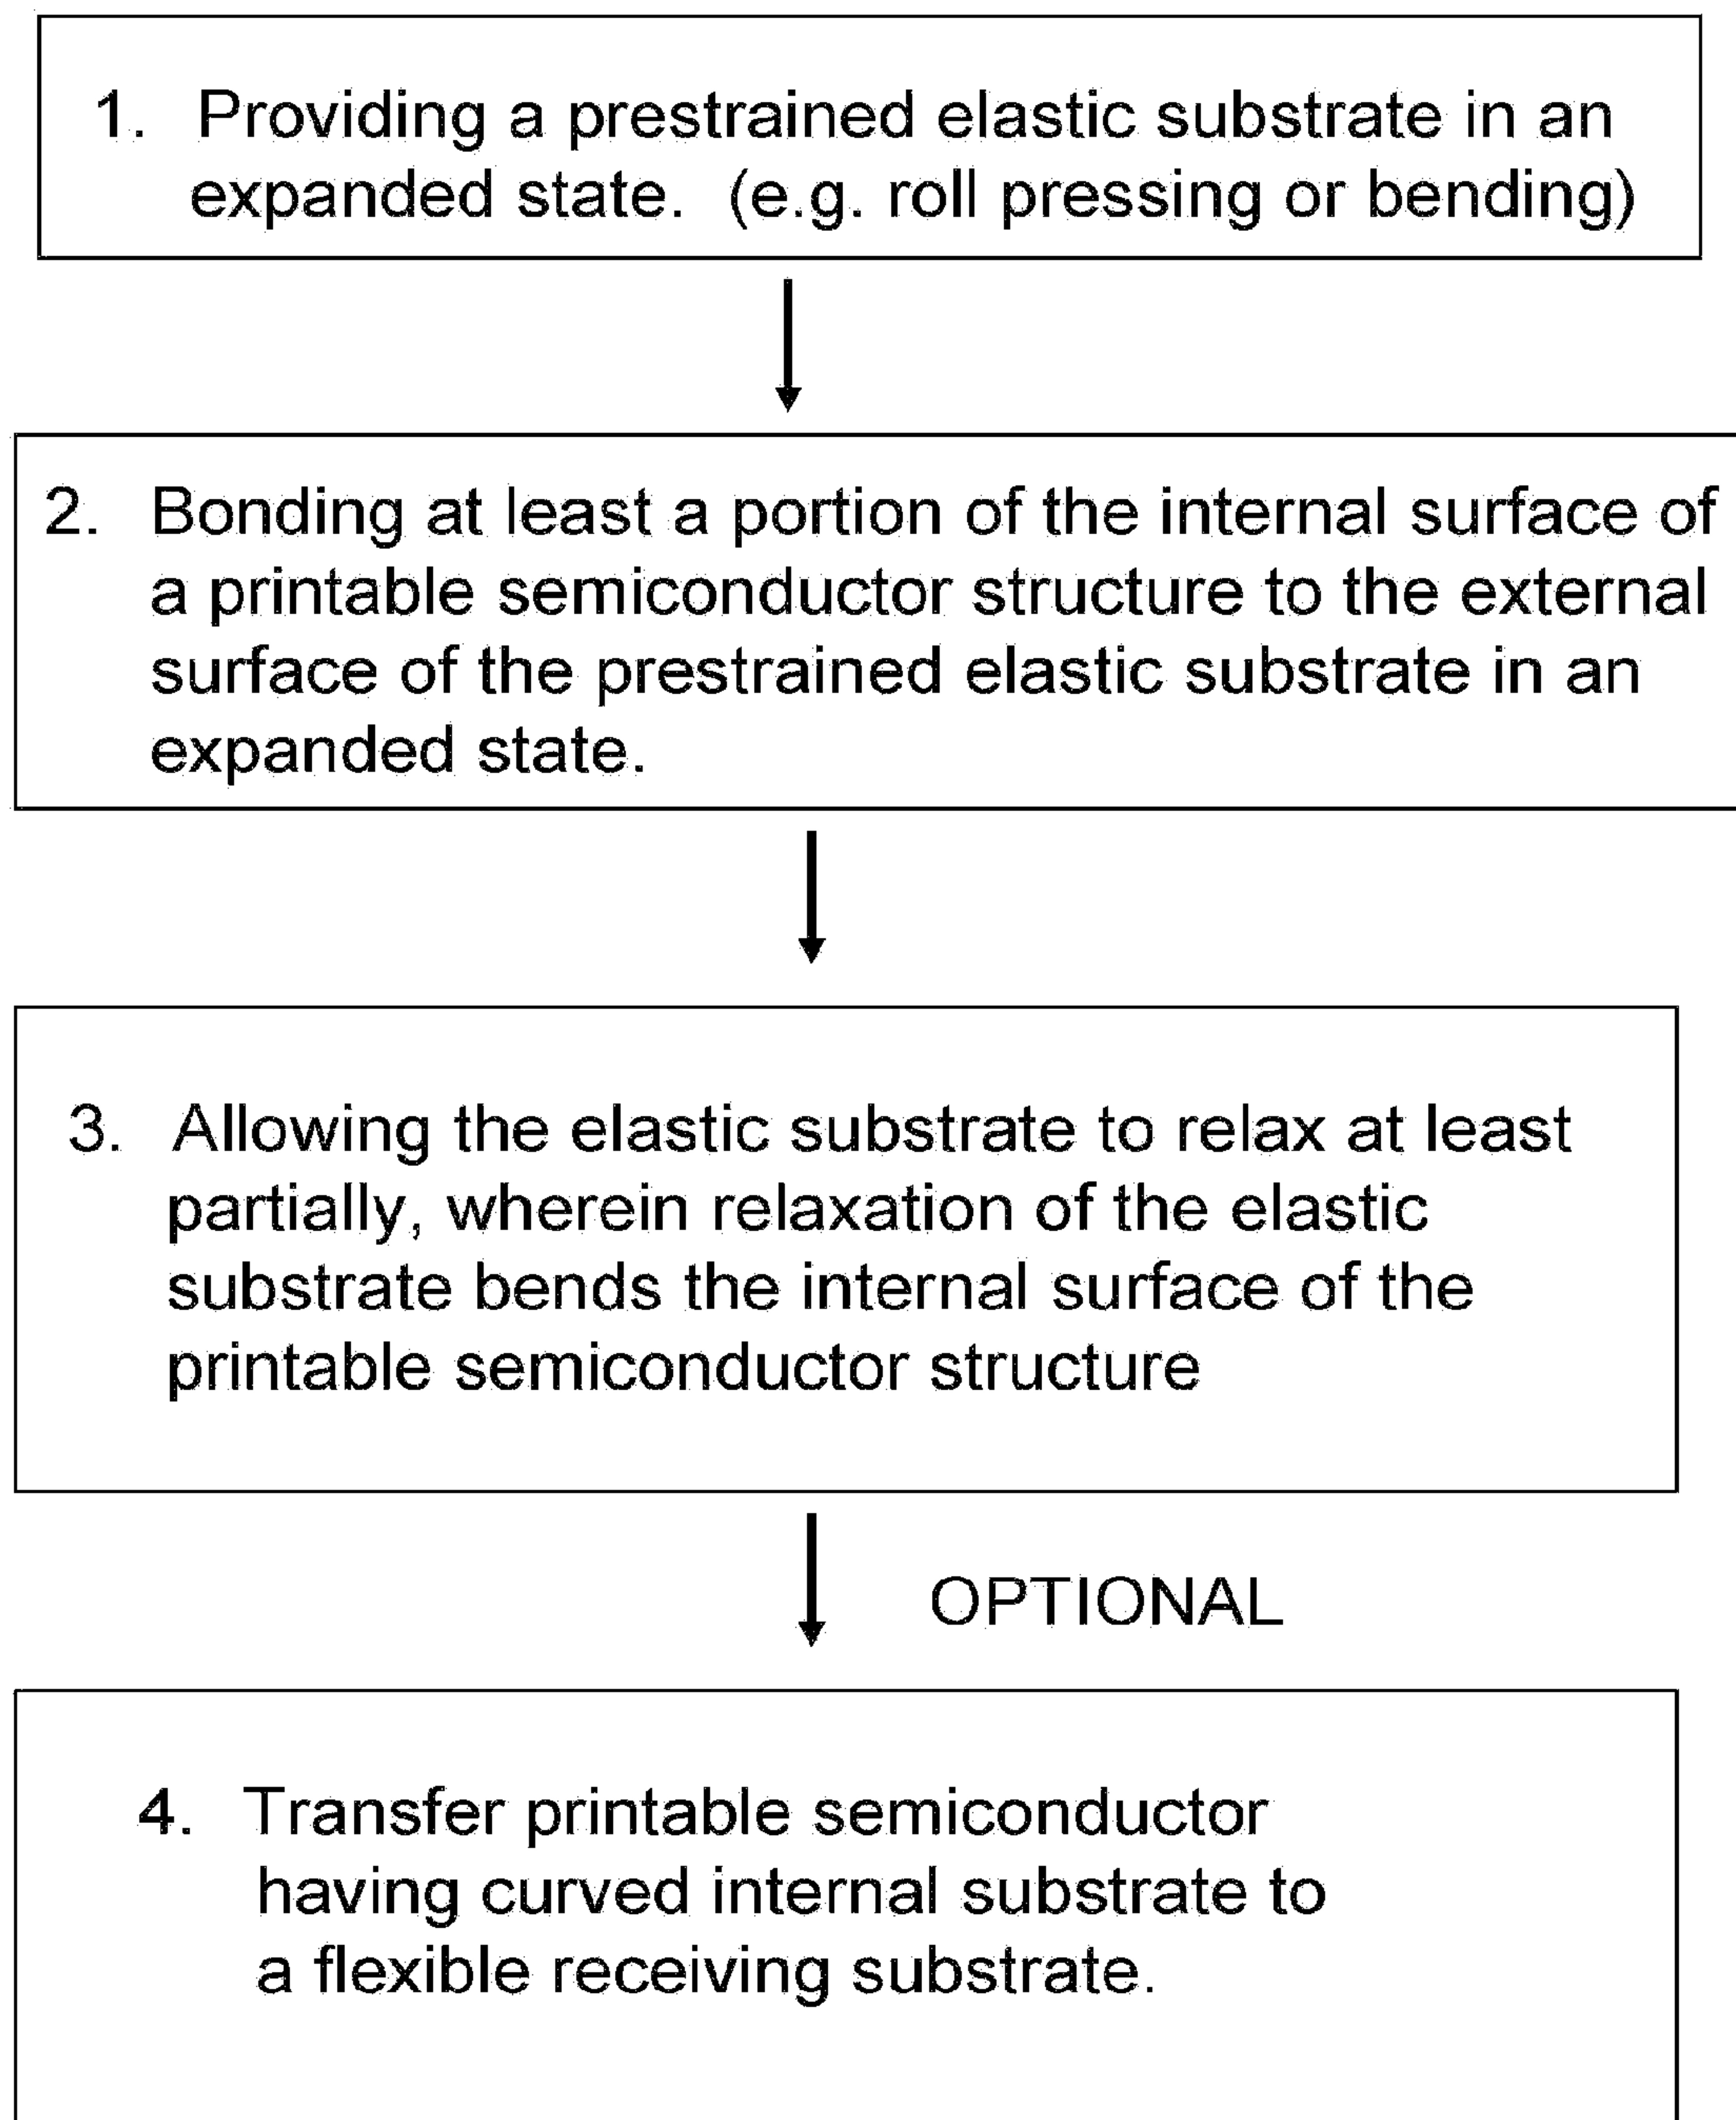 1. Providing a prestrained elastic substrate in an
expanded state. (e.g. roll pressing or bending)
2. Bonding at least a portion of the internal surface of
a printable semiconductor structure to the external
surface of the prestrained elastic substrate in an
expanded state.
3. Allowing the elastic substrate to relax at least
partially, wherein relaxation of the elastic
substrate bends the internal surface of the
printable semiconductor structure
OPTIONAL
4. Transfer printable semiconductor
having curved internal substrate to
a flexible receiving substrate.